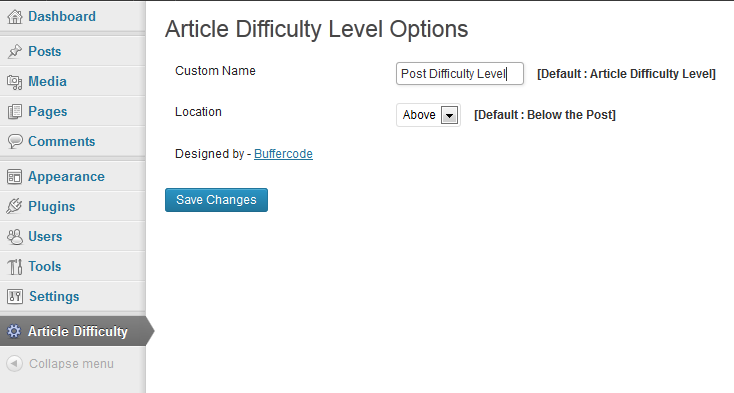 Dashboard
Posts
Media
Pages
Comments
Appearance
Plugins
Users
Tools
Settings
Article Difficulty
Collapse menu
Article Difficulty Level Options
Custom Name Post Difficulty Level [Default : Article Difficulty Level]
Location Above [Default : Below the Post]
Designed by - Buffercode
Save Changes